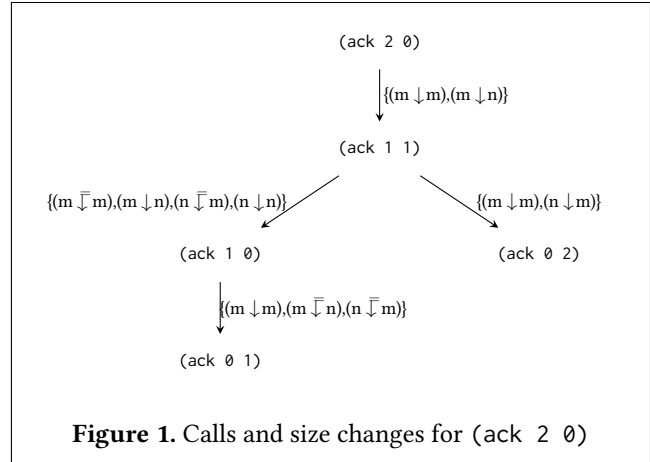 (ack 2 0)
{(m ↓m),(m ↓n)}
(ack 1 1)
{(m ↧̄ m),(m ↓n),(n ↧̄ m),(n ↓n)}
{(m ↓m),(n ↓m)}
(ack 1 0)
(ack 0 2)
{(m ↓m),(m ↧̄ n),(n ↧̄ m)}
(ack 0 1)
Figure 1. Calls and size changes for (ack 2 0)